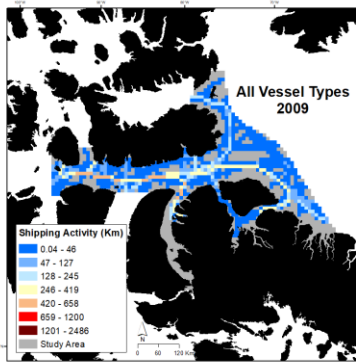 All Vessel Types
2009
Shipping Activity (Km)
0.04 - 46
47 - 127
128 - 245
246 - 419
420 - 658
659 - 1200
1201 - 2486
Study Area
N
0 60 120 Km